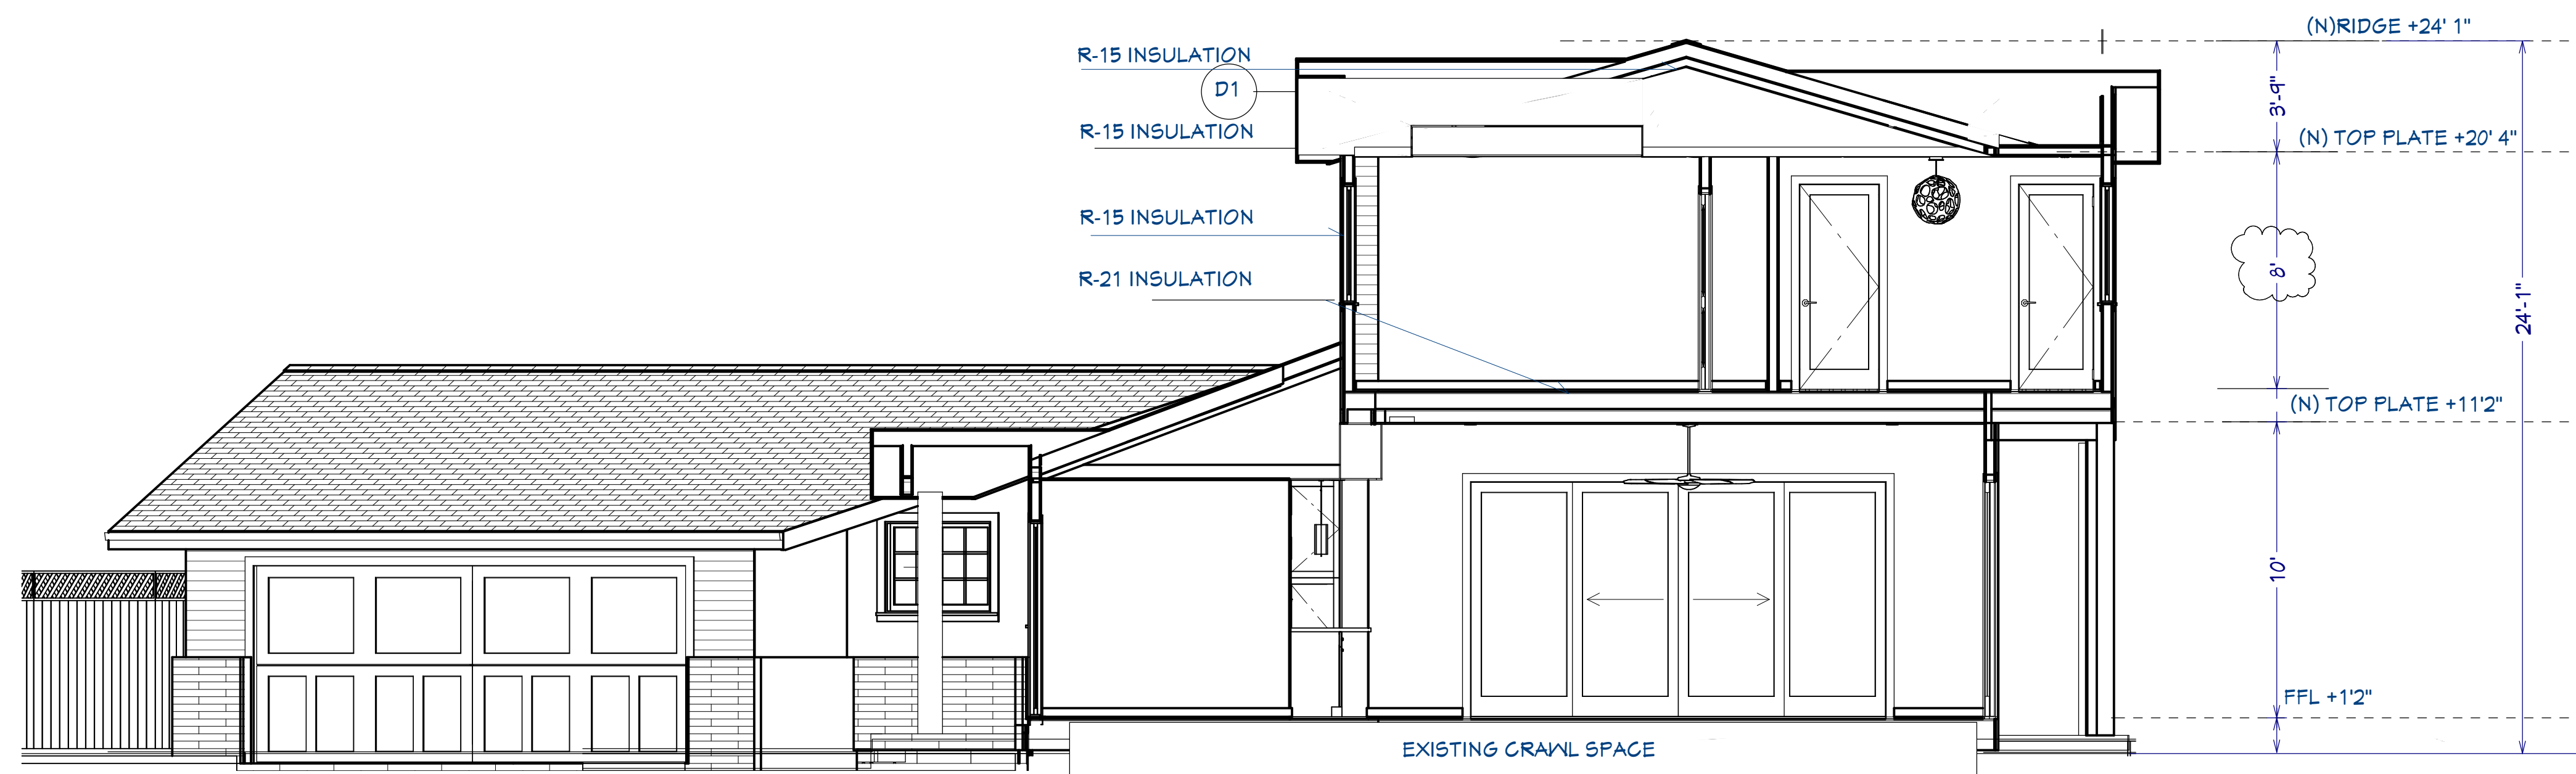 (N)RIDGE +24' 1"
R-15 INSULATION
D1
3'-9"
R-15 INSULATION
(N) TOP PLATE +20' 4"
R-15 INSULATION
8'
R-21 INSULATION
24'-1"
(N) TOP PLATE +11'2"
10'
FFL +1'2"
EXISTING CRAWL SPACE